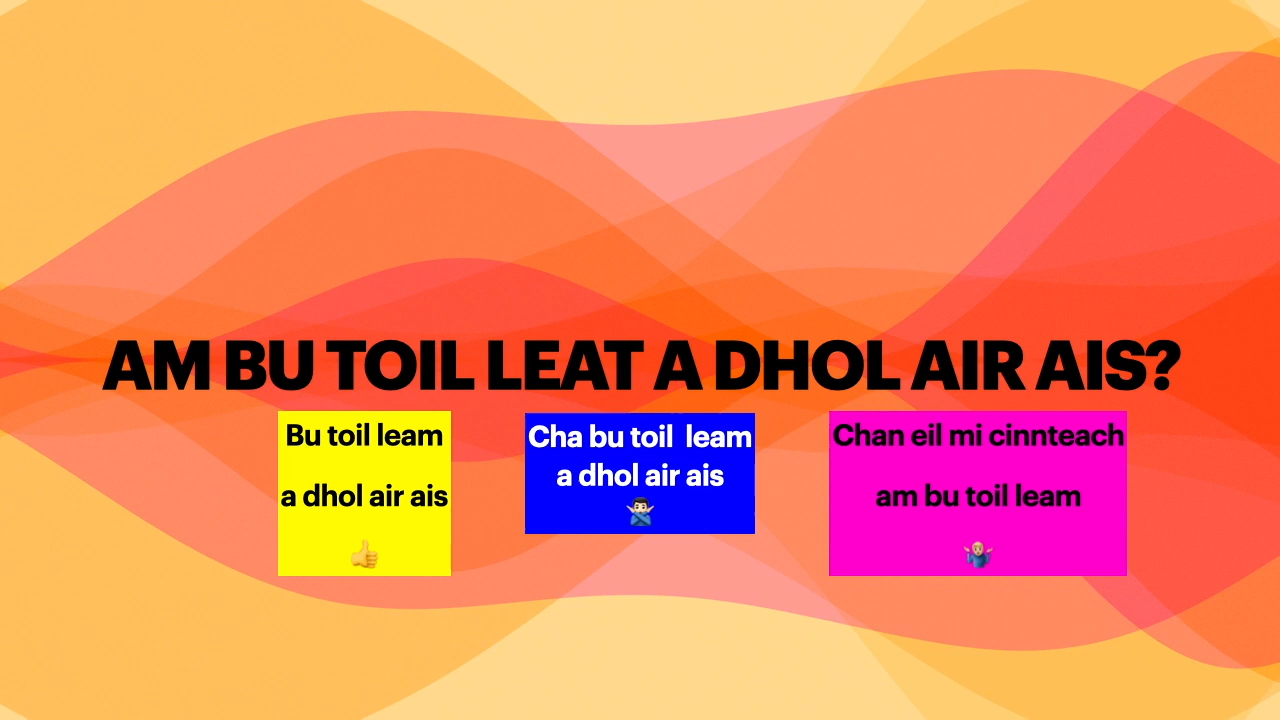 AM BU TOIL LEAT A DHOL AIR AIS?
Bu toil leam
a dhol air ais
👍
Cha bu toil  leam
a dhol air ais
🙅🏻‍♂️
Chan eil mi cinnteach
am bu toil leam
🤷🏼‍♂️